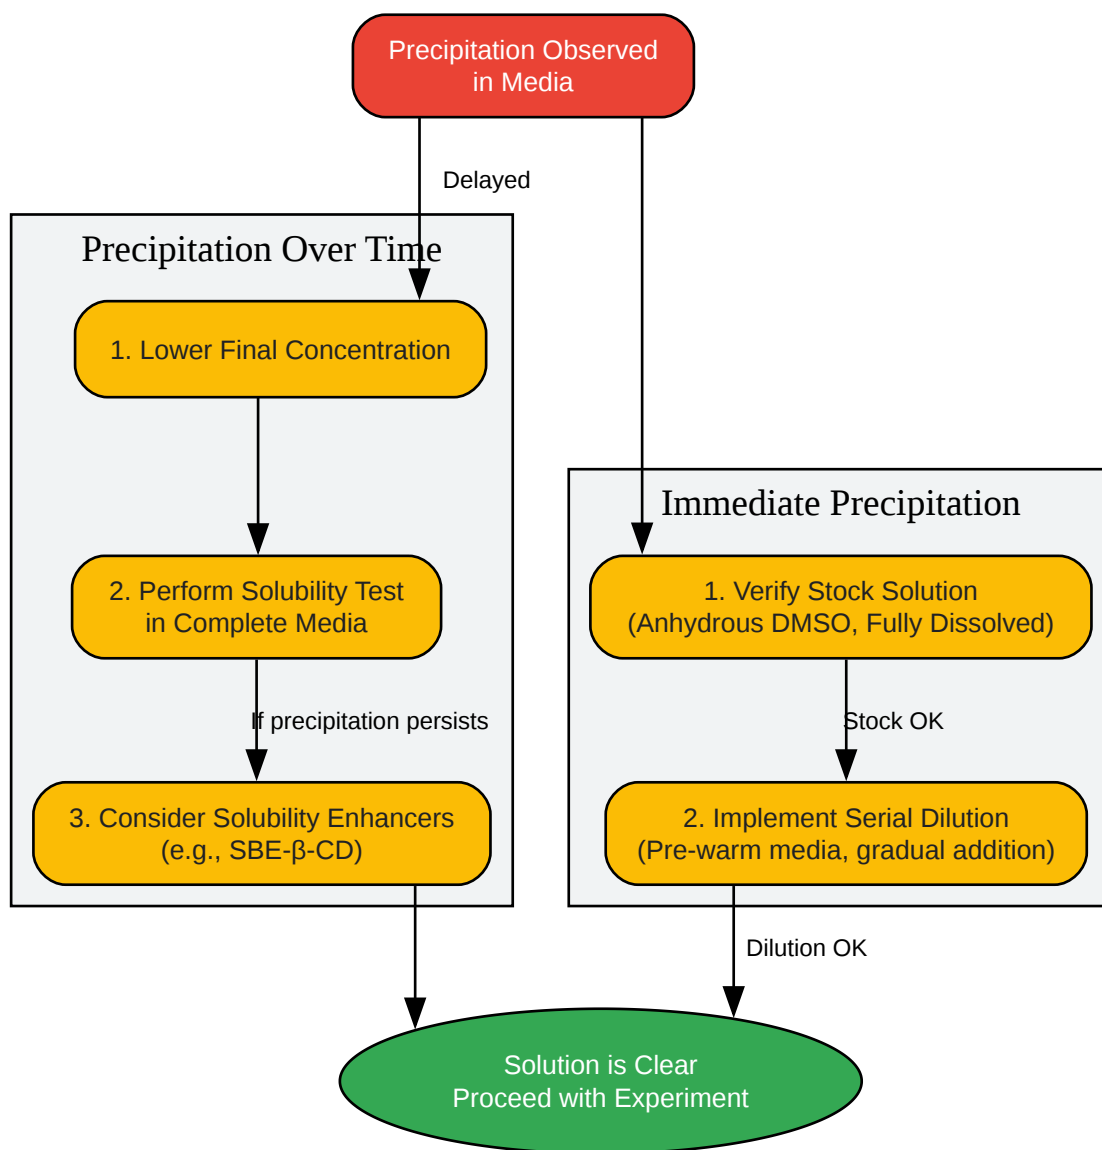 Precipitation Observed
in Media
Delayed
Precipitation Over Time
1. Lower Final Concentration
2. Perform Solubility Test
in Complete Media
If precipitation persists
3. Consider Solubility Enhancers
(e.g., SBE-β-CD)
Immediate Precipitation
1. Verify Stock Solution
(Anhydrous DMSO, Fully Dissolved)
Stock OK
2. Implement Serial Dilution
(Pre-warm media, gradual addition)
Dilution OK
Solution is Clear
Proceed with Experiment